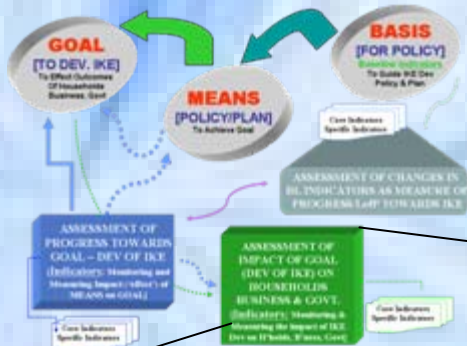 GOAL
[TO DEV. IKE]
To Effect Outcomes
Of Households
Business, Govt
MEANS
[POLICY/PLAN]
To Achieve Goal
BASIS
[FOR POLICY]
Baseline Indicators
To Guide IKE Dev
Policy & Plan
Core Indicators
Specific Indicators
ASSESSMENT OF CHANGES IN
BL INDICATORS AS MEASURE OF
PROGRESS/LofP TOWARDS IKE
ASSESSMENT OF
PROGRESS TOWARDS
GOAL – DEV OF IKE
(Indicators: Monitoring and
Measuring Impact/'effect') of
MEANS on GOAL)
Core Indicators
Specific Indicators
ASSESSMENT OF
IMPACT OF GOAL
(DEV OF IKE) ON
HOUSEHOLDS
BUSINESS & GOVT.
(Indicators: Monitoring &
Measuring the impact of IKE
Dev on H'holds, B'ness, Govt)
Core Indicators
Specific Indicators